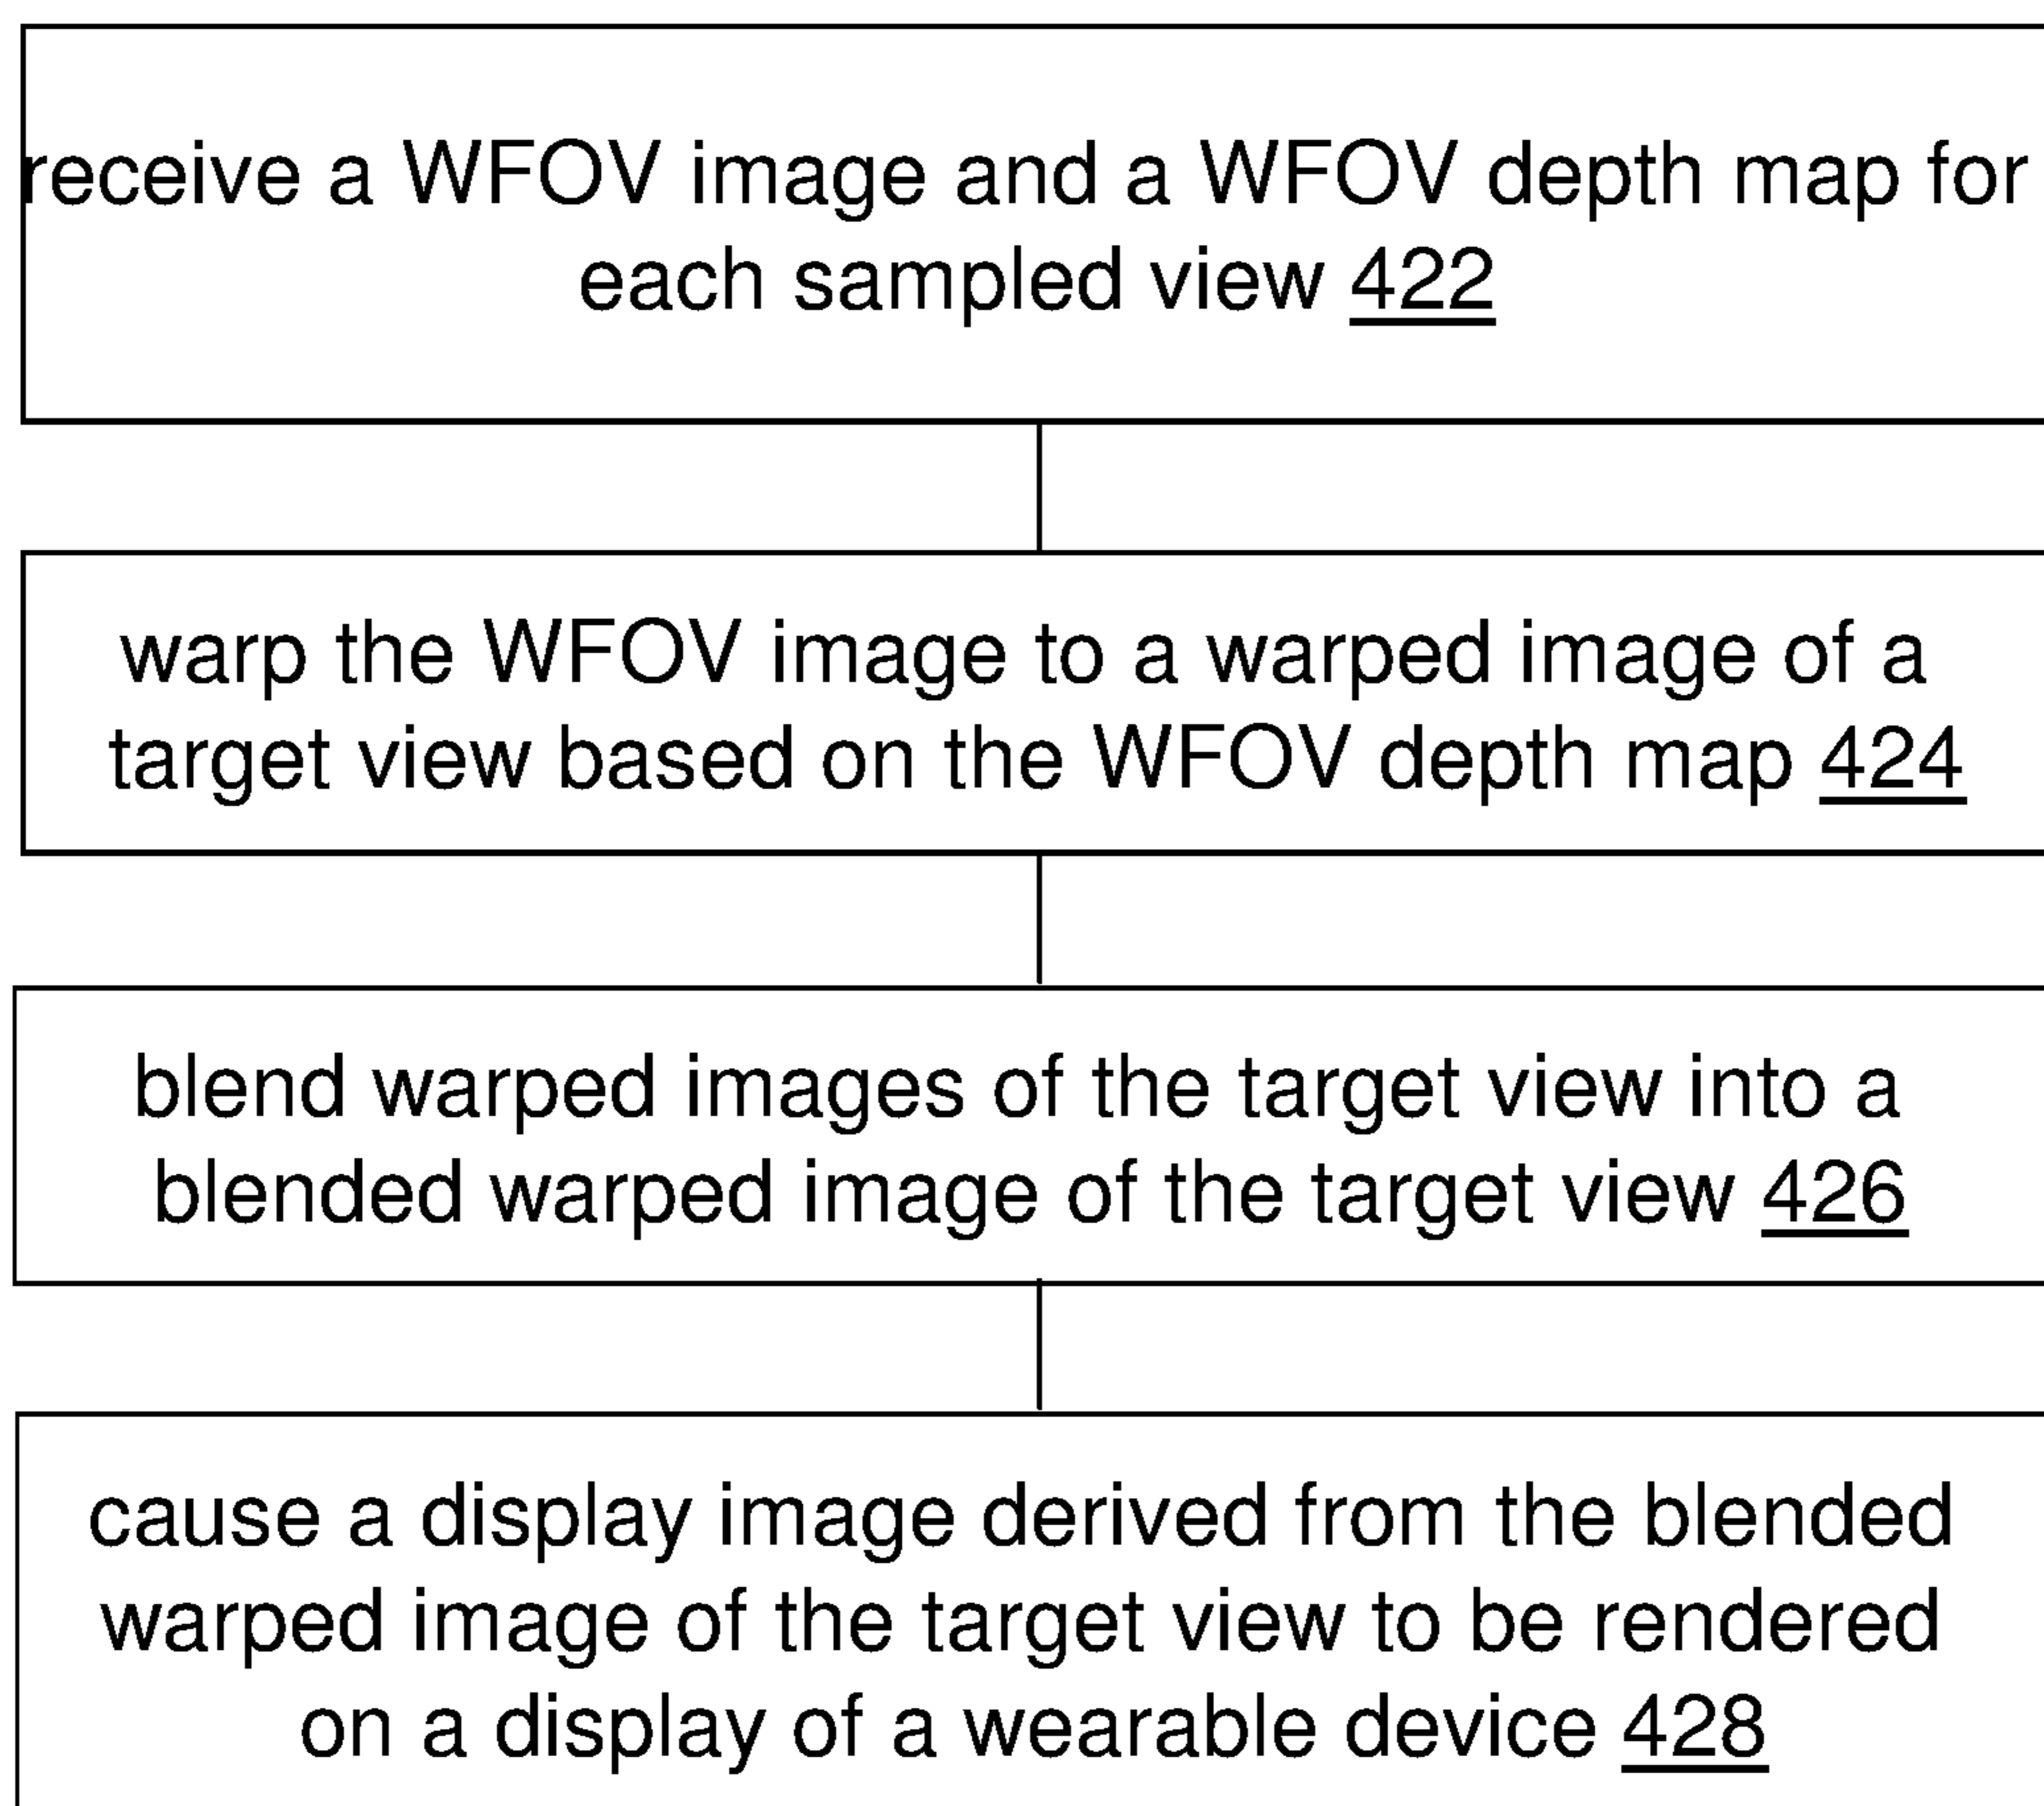 receive a WFOV image and a WFOV depth map for
each sampled view 422
warp the WFOV image to a warped image of a
target view based on the WFOV depth map 424
blend warped images of the target view into a
blended warped image of the target view 426
cause a display image derived from the blended
warped image of the target view to be rendered
on a display of a wearable device 428